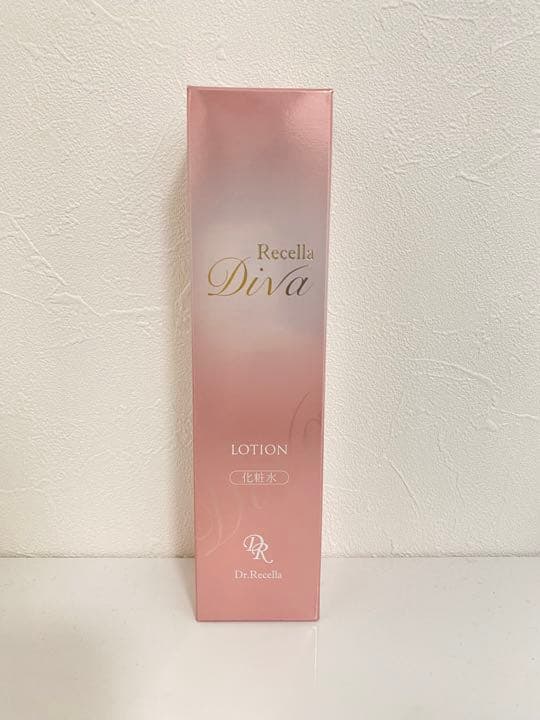 Recella
Diva
LOTION
化粧水
DR
Dr.Recella